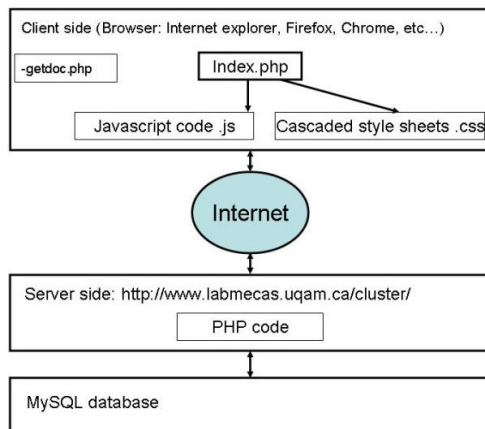 Client side (Browser: Internet explorer, Firefox, Chrome, etc…)
-getdoc.php
Index.php
Javascript code .js
Cascaded style sheets .css
Internet
Server side: http://www.labmecas.uqam.ca/cluster/
PHP code
MySQL database